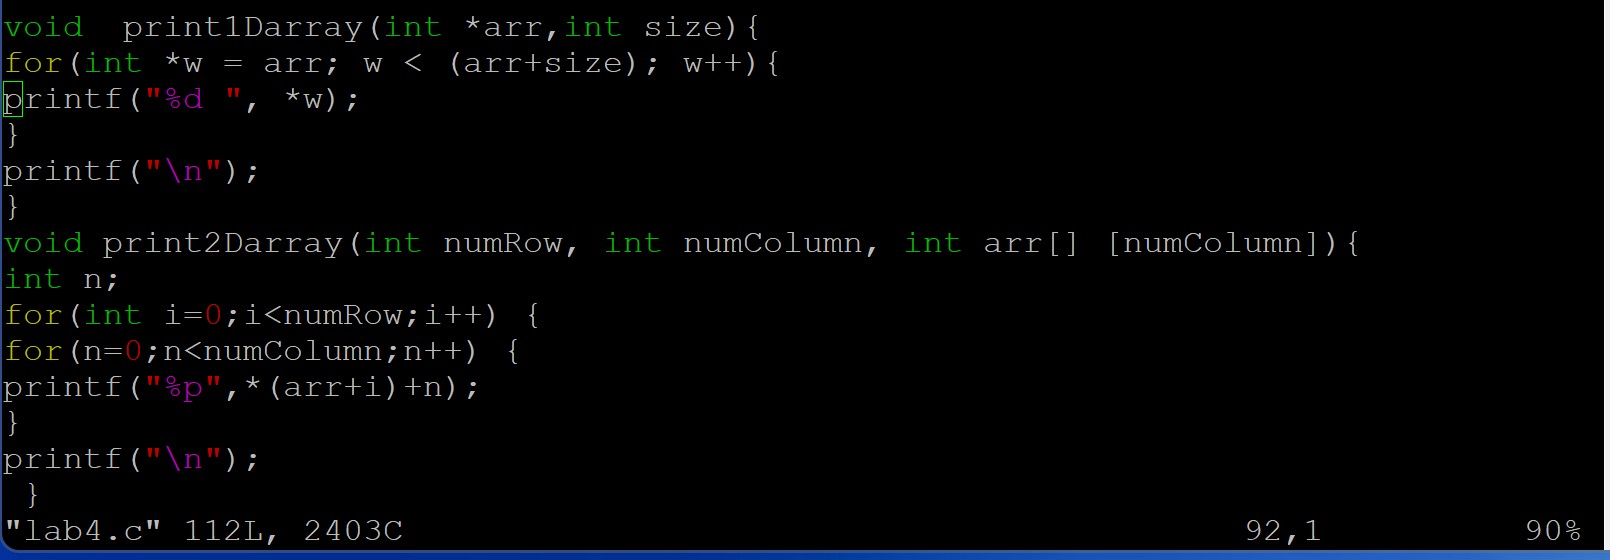 void  print1Darray(int *arr,int size){
for(int *w = arr; w < (arr+size); w++){
printf("%d ", *w);
}
printf("\n");
}
void print2Darray(int numRow, int numColumn, int arr[] [numColumn]){
int n;
for(int i=0;i<numRow;i++) {
for(n=0;n<numColumn;n++) {
printf("%p",*(arr+i)+n);
}
printf("\n");
 }
"lab4.c" 112L, 2403C 92,1 90%